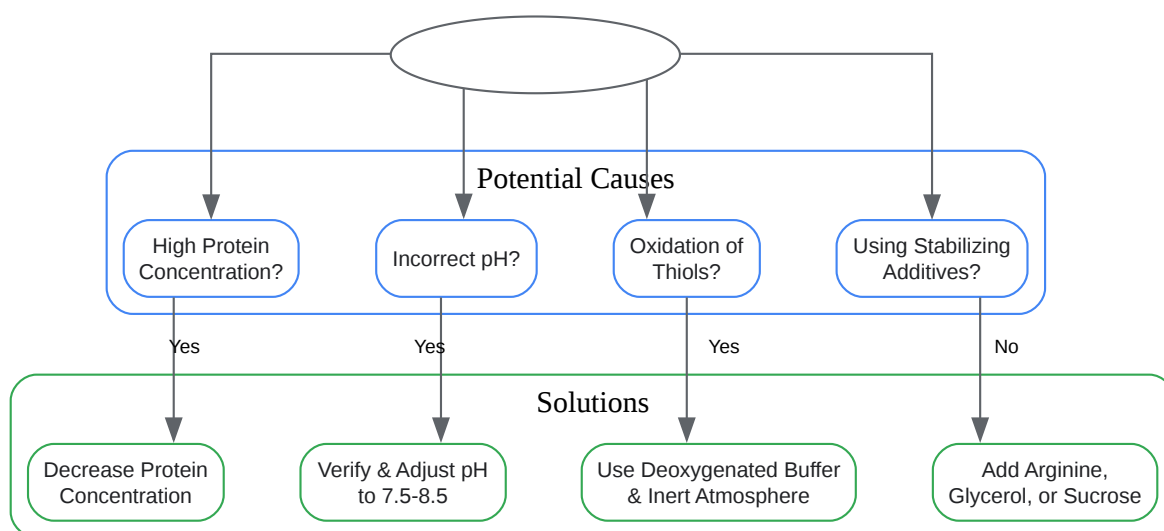 Potential Causes
High Protein
Concentration?
Incorrect pH?
Oxidation of
Thiols?
Using Stabilizing
Additives?
Yes
Yes
Yes
No
Solutions
Decrease Protein
Concentration
Verify & Adjust pH
to 7.5-8.5
Use Deoxygenated Buffer
& Inert Atmosphere
Add Arginine,
Glycerol, or Sucrose